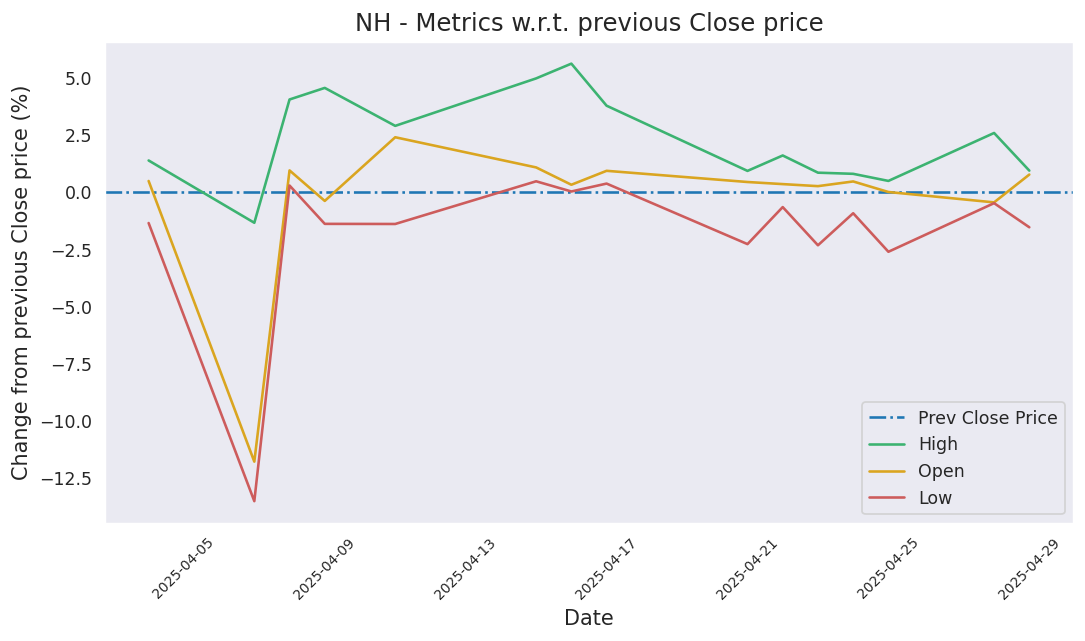 NH - Metrics w.r.t. previous Close price
Change from previous Close price (%)
5.0
2.5
0.0
−2.5
−5.0
−7.5
−10.0
−12.5
Prev Close Price
High
Open
Low
2025-04-05
2025-04-09
2025-04-13
2025-04-17
2025-04-21
2025-04-25
2025-04-29
Date